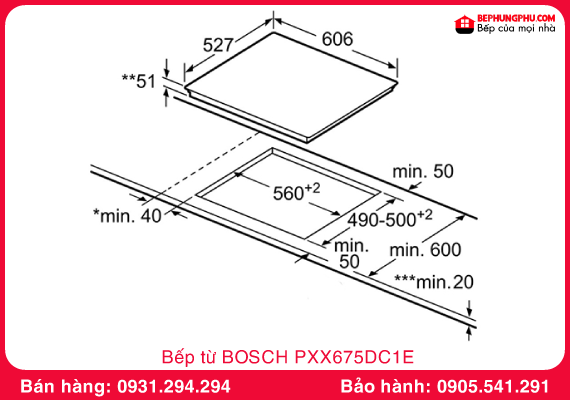 BEPHUNGPHU.COM
Bếp của mọi nhà
527
606
**51
min. 50
560+2
*min. 40
490-500+2
min. 50
min. 600
***min.20
Bếp từ BOSCH PXX675DC1E
Bán hàng: 0931.294.294
Bảo hành: 0905.541.291